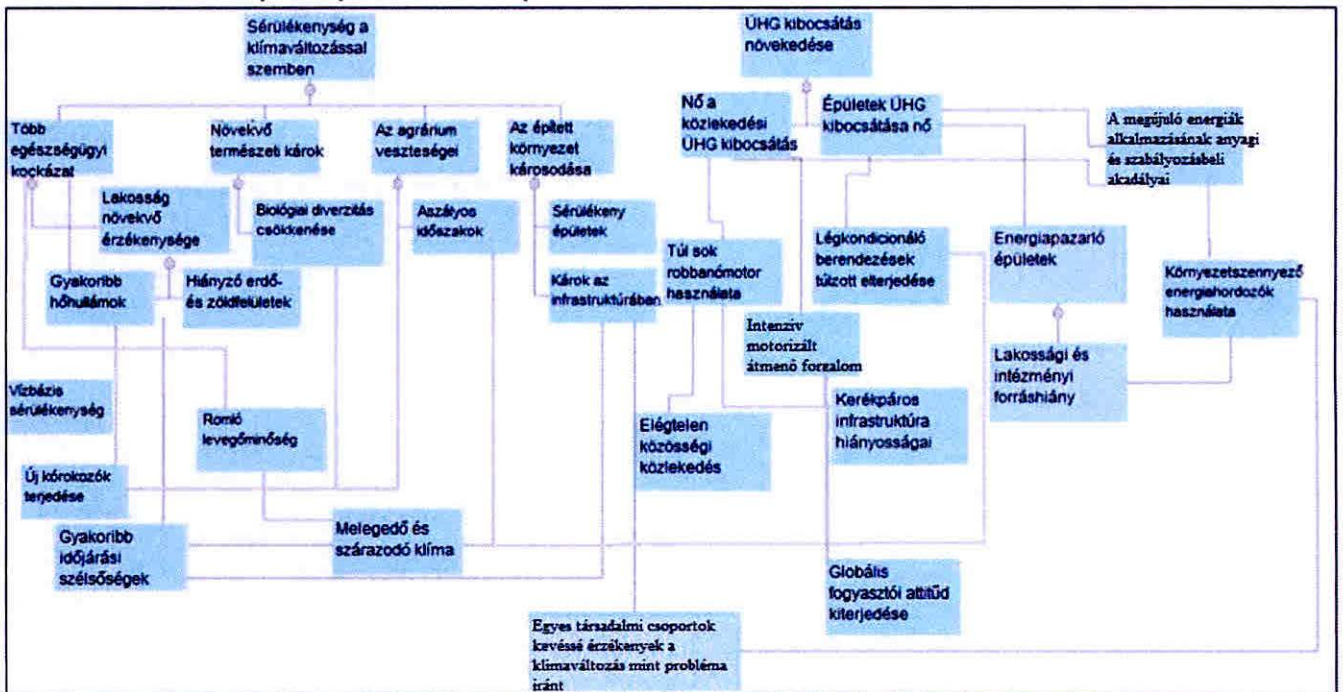 Sérülékenység a
klímaváltozással
szemben
ÜHG kibocsátás
növekedése
Több
egészségügyi
kockázat
Növekvő
természeti károk
Az agrárium
veszteségei
Az épített
környezet
károsodása
Nő a
közlekedési
ÜHG kibocsátás
Épületek ÜHG
kibocsátása nő
A megújuló energiák
alkalmazásának anyagi
és szabályozásbeli
akadályai
Lakosság
növekvő
érzékenysége
Biológiai diverzitás
csökkenése
Aszályos
időszakok
Sérülékeny
épületek
Túl sok
robbanómotor
használata
Légkondicionáló
berendezések
túlzott elterjedése
Energiapazarló
épületek
Környezetszennyező
energiahordozók
használata
Gyakoribb
hőhullámok
Hiányzó erdő-
és zöldfelületek
Károk az
infrastruktúrában
Intenzív
motorizált
átmenő forgalom
Lakossági és
intézményi
forráshiány
Vízbázis
sérülékenység
Romló
levegőminőség
Elégtelen
közösségi
közlekedés
Kerékpáros
infrastruktúra
hiányosságai
Új kórokozók
terjedése
Gyakoribb
időjárási
szélsőségek
Melegedő és
szárazodó klíma
Globális
fogyasztói attitűd
kiterjedése
Egyes társadalmi csoportok
kevéssé érzékenyek a
klímaváltozás mint probléma
iránt